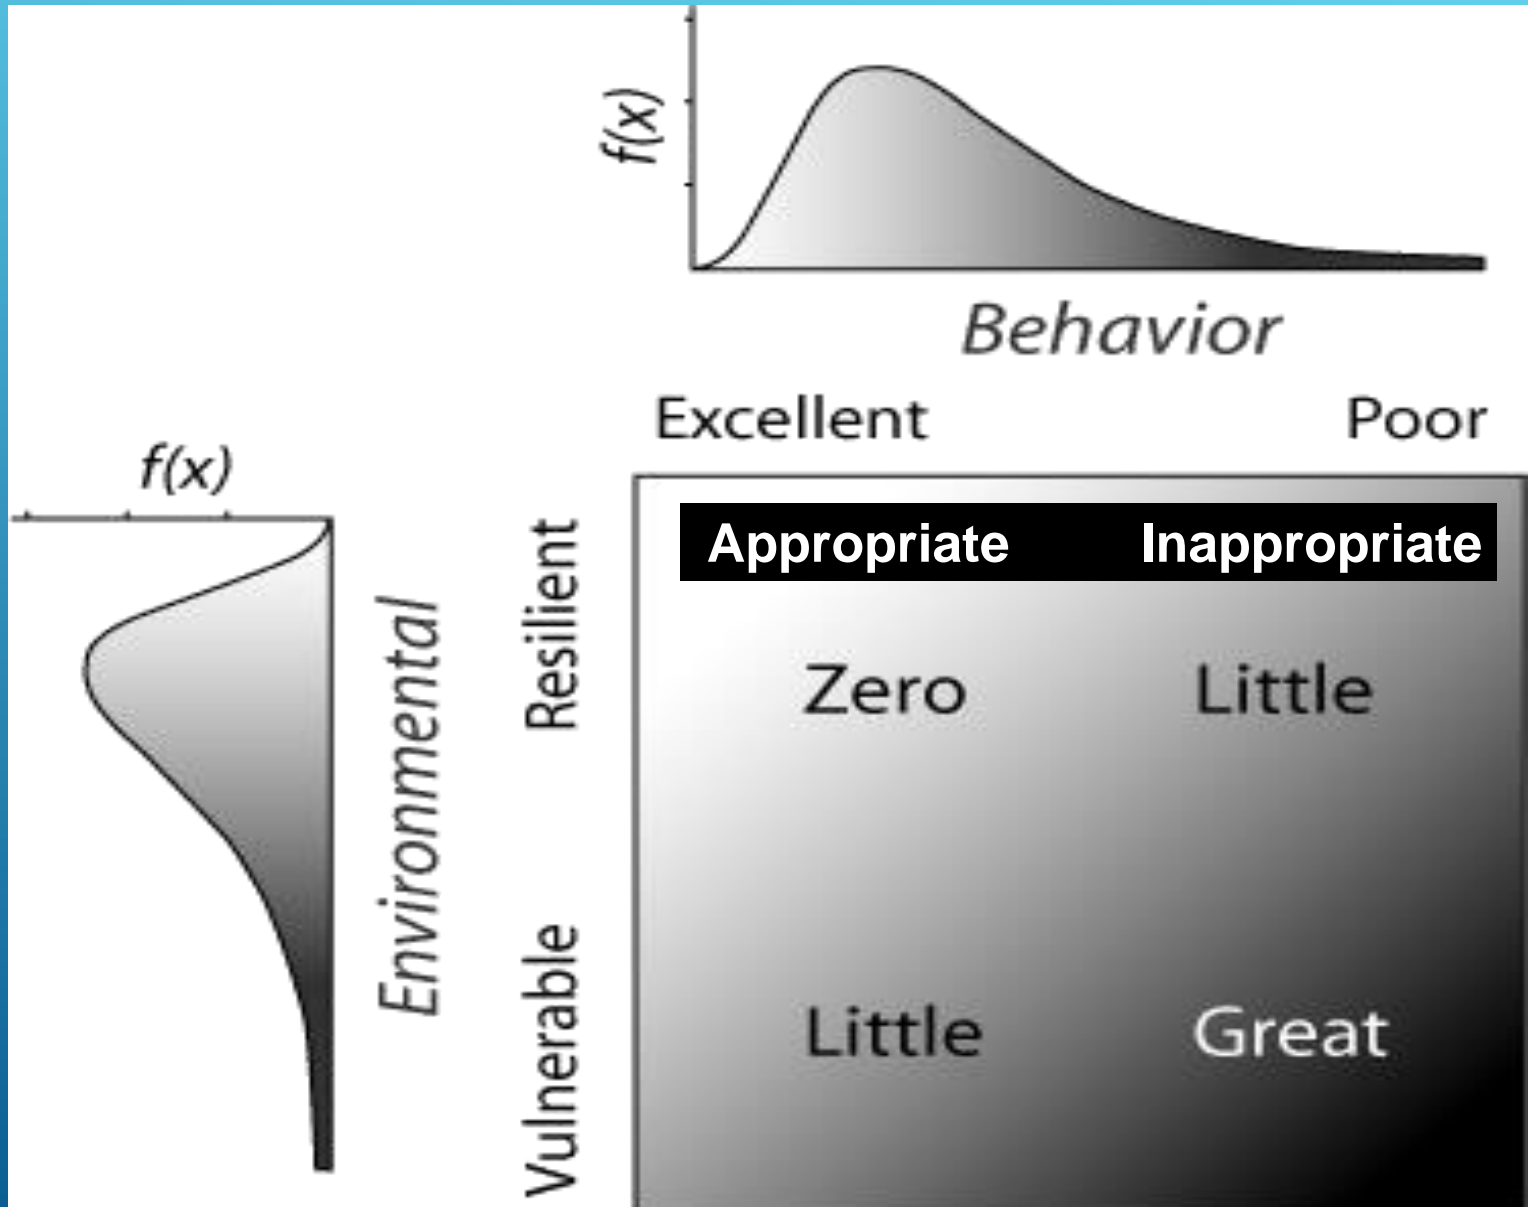 f(x)
Behavior
Excellent Poor
f(x)
Environmental
Resilient
Appropriate Inappropriate
Zero Little
Vulnerable
Little Great